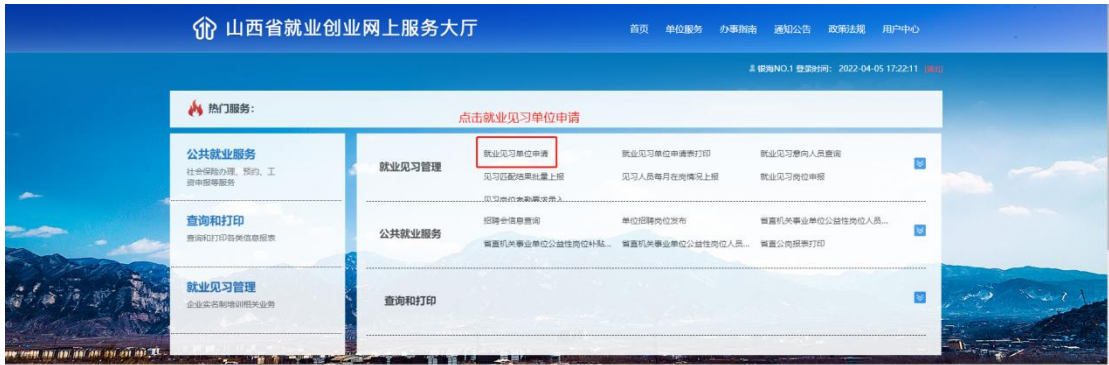 山西省就业创业网上服务大厅
首页 单位服务 办事指南 通知公告 政策法规 用户中心
银海NO.1 登录时间: 2022-04-05 17:22:11
热门服务:
点击就业见习单位申请
公共就业服务
社会保险办理、预约、工
资申报等服务
查询和打印
查询和打印各类信息报表
就业见习管理
企业实名制培训相关业务
就业见习管理
就业见习单位申请 就业见习单位申请表打印 就业见习意向人员查询
见习匹配结果批量上报 见习人员每月在岗情况上报 就业见习岗位申报
公共就业服务
招聘会信息查询 单位招聘岗位发布 省直机关事业单位公益性岗位人员...
省直机关事业单位公益性岗位补贴... 省直机关事业单位公益性岗位人员... 省直公岗报表打印
查询和打印